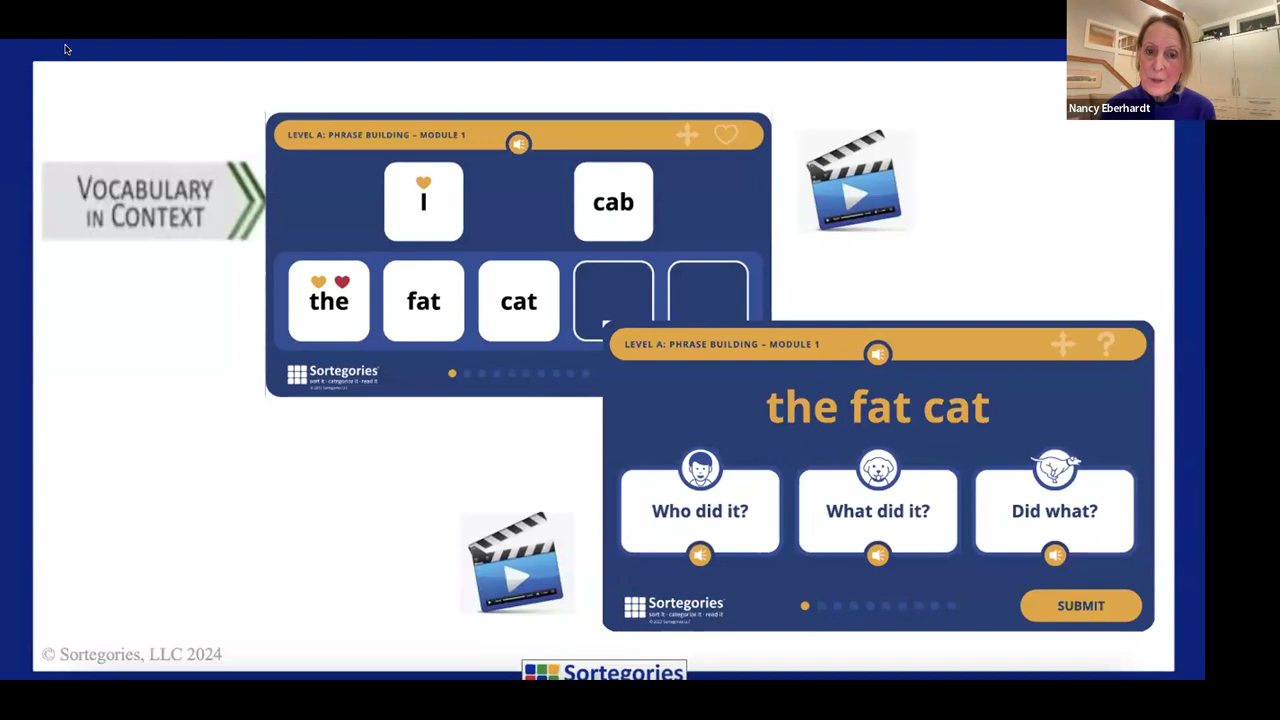 Nancy Eberhardt
VOCABULARY
IN CONTEXT
LEVEL A: PHRASE BUILDING – MODULE 1
I
cab
the
fat
cat
Sortegories
sort it · categorize it · read it
LEVEL A: PHRASE BUILDING – MODULE 1
?
the fat cat
Who did it?
What did it?
Did what?
Sortegories
sort it · categorize it · read it
SUBMIT
© Sortegories, LLC 2024
Sortegories